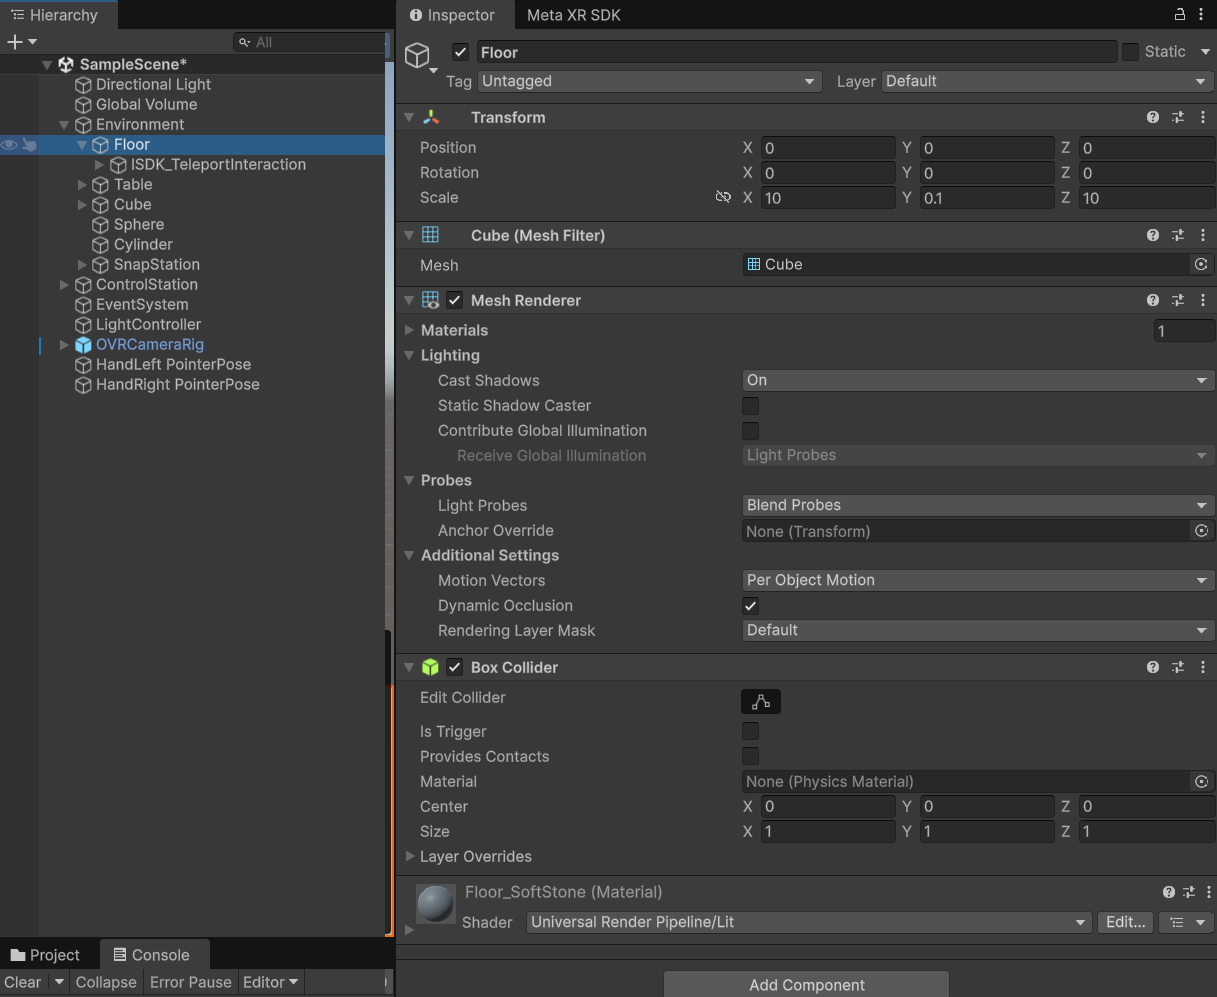 Hierarchy
All
SampleScene*
Directional Light
Global Volume
Environment
Floor
ISDK_TeleportInteraction
Table
Cube
Sphere
Cylinder
SnapStation
ControlStation
EventSystem
LightController
OVRCameraRig
HandLeft PointerPose
HandRight PointerPose
Project Console
Clear Collapse Error Pause Editor
Inspector Meta XR SDK
Floor Static
Tag Untagged Layer Default
Transform
Position X 0 Y 0 Z 0
Rotation X 0 Y 0 Z 0
Scale X 10 Y 0.1 Z 10
Cube (Mesh Filter)
Mesh Cube
Mesh Renderer
Materials 1
Lighting
Cast Shadows On
Static Shadow Caster
Contribute Global Illumination
Receive Global Illumination Light Probes
Probes
Light Probes Blend Probes
Anchor Override None (Transform)
Additional Settings
Motion Vectors Per Object Motion
Dynamic Occlusion
Rendering Layer Mask Default
Box Collider
Edit Collider
Is Trigger
Provides Contacts
Material None (Physics Material)
Center X 0 Y 0 Z 0
Size X 1 Y 1 Z 1
Layer Overrides
Floor_SoftStone (Material)
Shader Universal Render Pipeline/Lit Edit...
Add Component